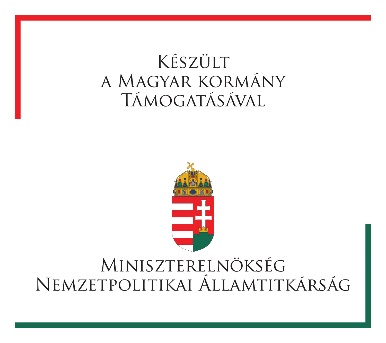 Készült
a Magyar kormány
Támogatásával
Miniszterelnökség
Nemzetpolitikai Államtitkárság